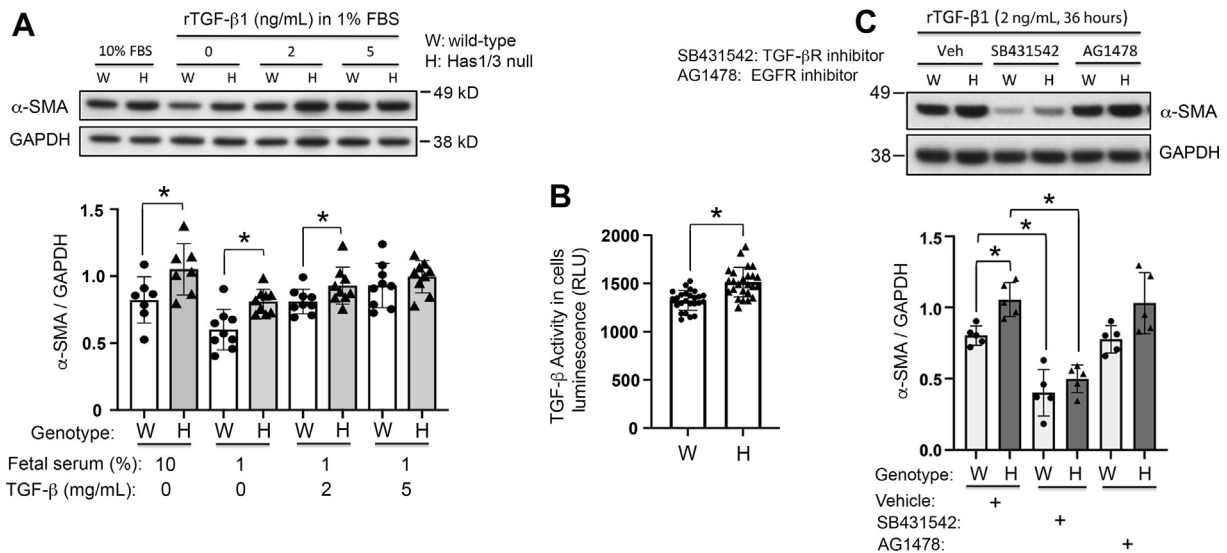 A
rTGF-β1 (ng/mL) in 1% FBS
10% FBS 0 2 5
W H W H W H W H
W: wild-type
H: Has1/3 null
α-SMA
49 kD
GAPDH
38 kD
* * *
α-SMA / GAPDH
1.5
1.0
0.5
0
Genotype: W H W H W H W H
Fetal serum (%): 10 1 1 1
TGF-β (mg/mL): 0 0 2 5
SB431542: TGF-βR inhibitor
AG1478: EGFR inhibitor
B
*
TGF-β Activity in cells
luminescence (RLU)
2000
1500
1000
500
0
W H
C
rTGF-β1 (2 ng/mL, 36 hours)
Veh SB431542 AG1478
W H W H W H
49
α-SMA
38
GAPDH
* * *
α-SMA / GAPDH
1.5
1.0
0.5
0.0
Genotype: W H W H W H
Vehicle: +
SB431542: +
AG1478: +